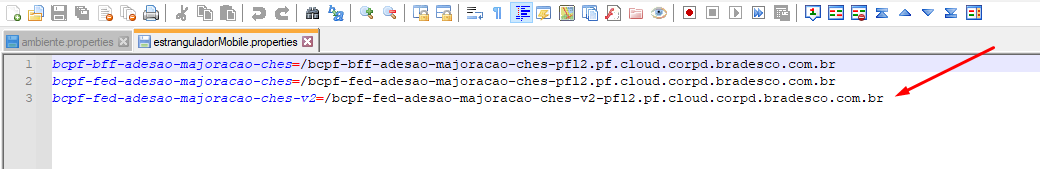 ambiente.properties estranguladorMobile.properties
1 bcpf-bff-adesao-majoracao-ches=/bcpf-bff-adesao-majoracao-ches-pfl2.pf.cloud.corpd.bradesco.com.br
2 bcpf-fed-adesao-majoracao-ches=/bcpf-fed-adesao-majoracao-ches-pfl2.pf.cloud.corpd.bradesco.com.br
3 bcpf-fed-adesao-majoracao-ches-v2=/bcpf-fed-adesao-majoracao-ches-v2-pfl2.pf.cloud.corpd.bradesco.com.br